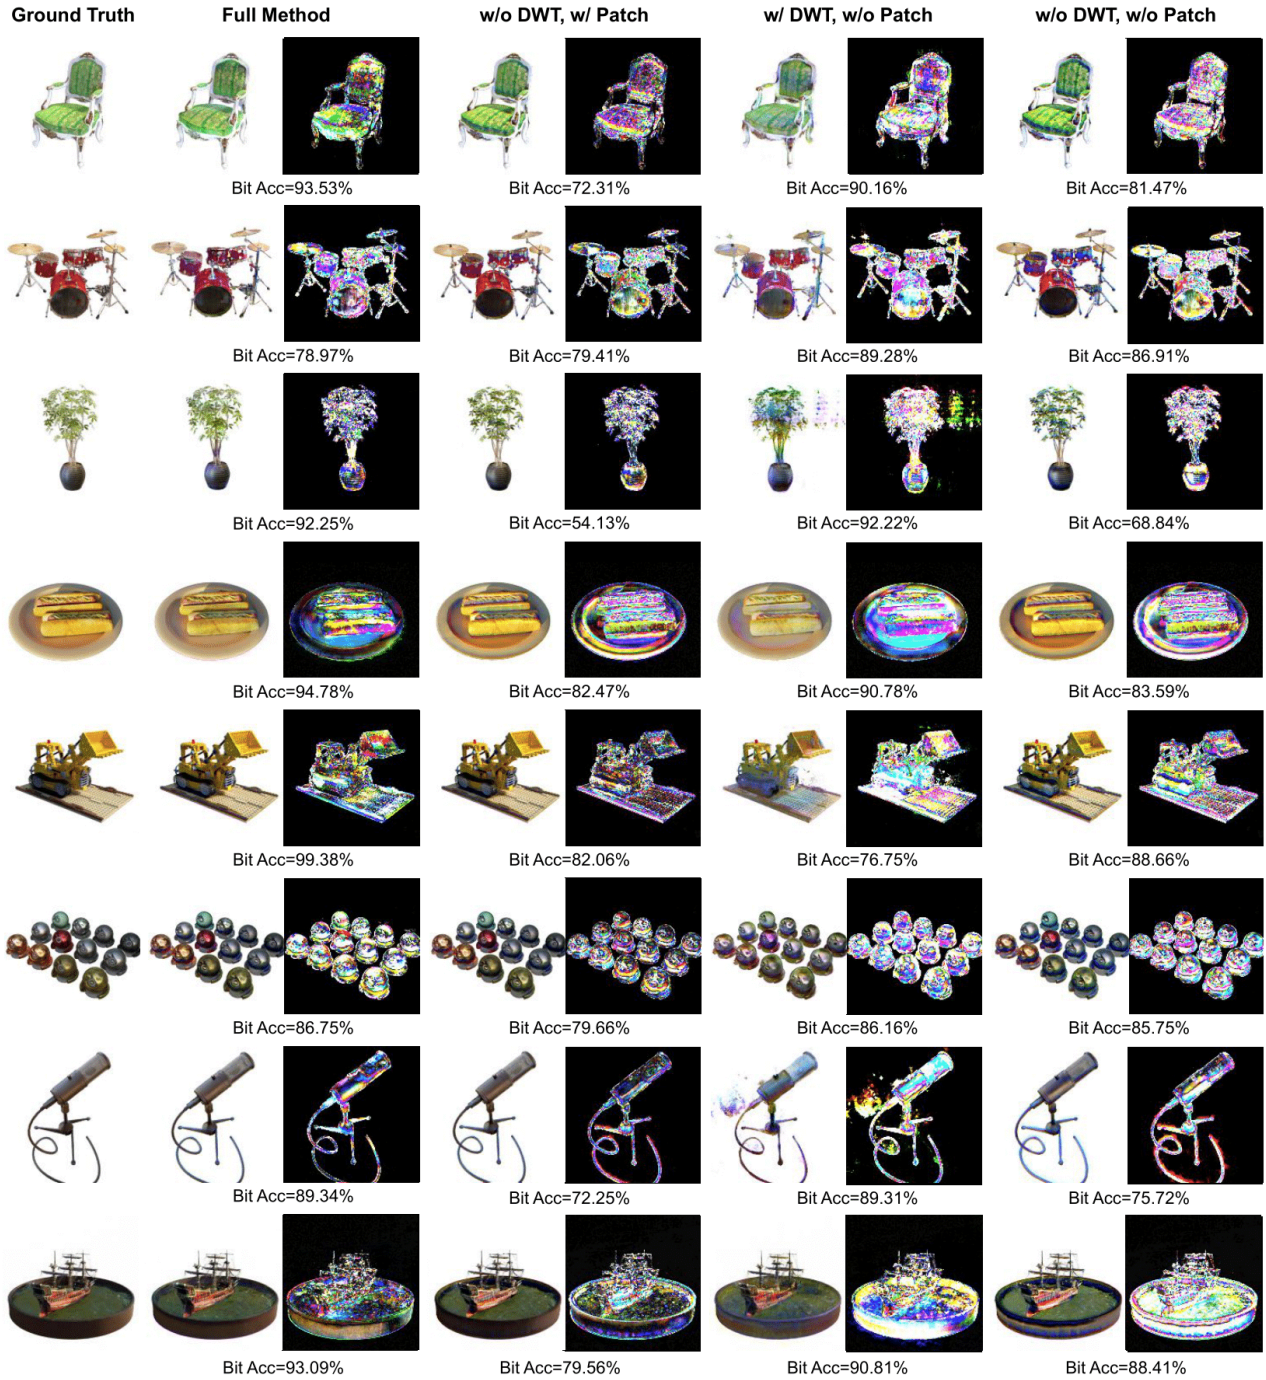 Ground Truth Full Method w/o DWT, w/ Patch w/ DWT, w/o Patch w/o DWT, w/o Patch
Bit Acc=93.53% Bit Acc=72.31% Bit Acc=90.16% Bit Acc=81.47%
Bit Acc=78.97% Bit Acc=79.41% Bit Acc=89.28% Bit Acc=86.91%
Bit Acc=92.25% Bit Acc=54.13% Bit Acc=92.22% Bit Acc=68.84%
Bit Acc=94.78% Bit Acc=82.47% Bit Acc=90.78% Bit Acc=83.59%
Bit Acc=99.38% Bit Acc=82.06% Bit Acc=76.75% Bit Acc=88.66%
Bit Acc=86.75% Bit Acc=79.66% Bit Acc=86.16% Bit Acc=85.75%
Bit Acc=89.34% Bit Acc=72.25% Bit Acc=89.31% Bit Acc=75.72%
Bit Acc=93.09% Bit Acc=79.56% Bit Acc=90.81% Bit Acc=88.41%